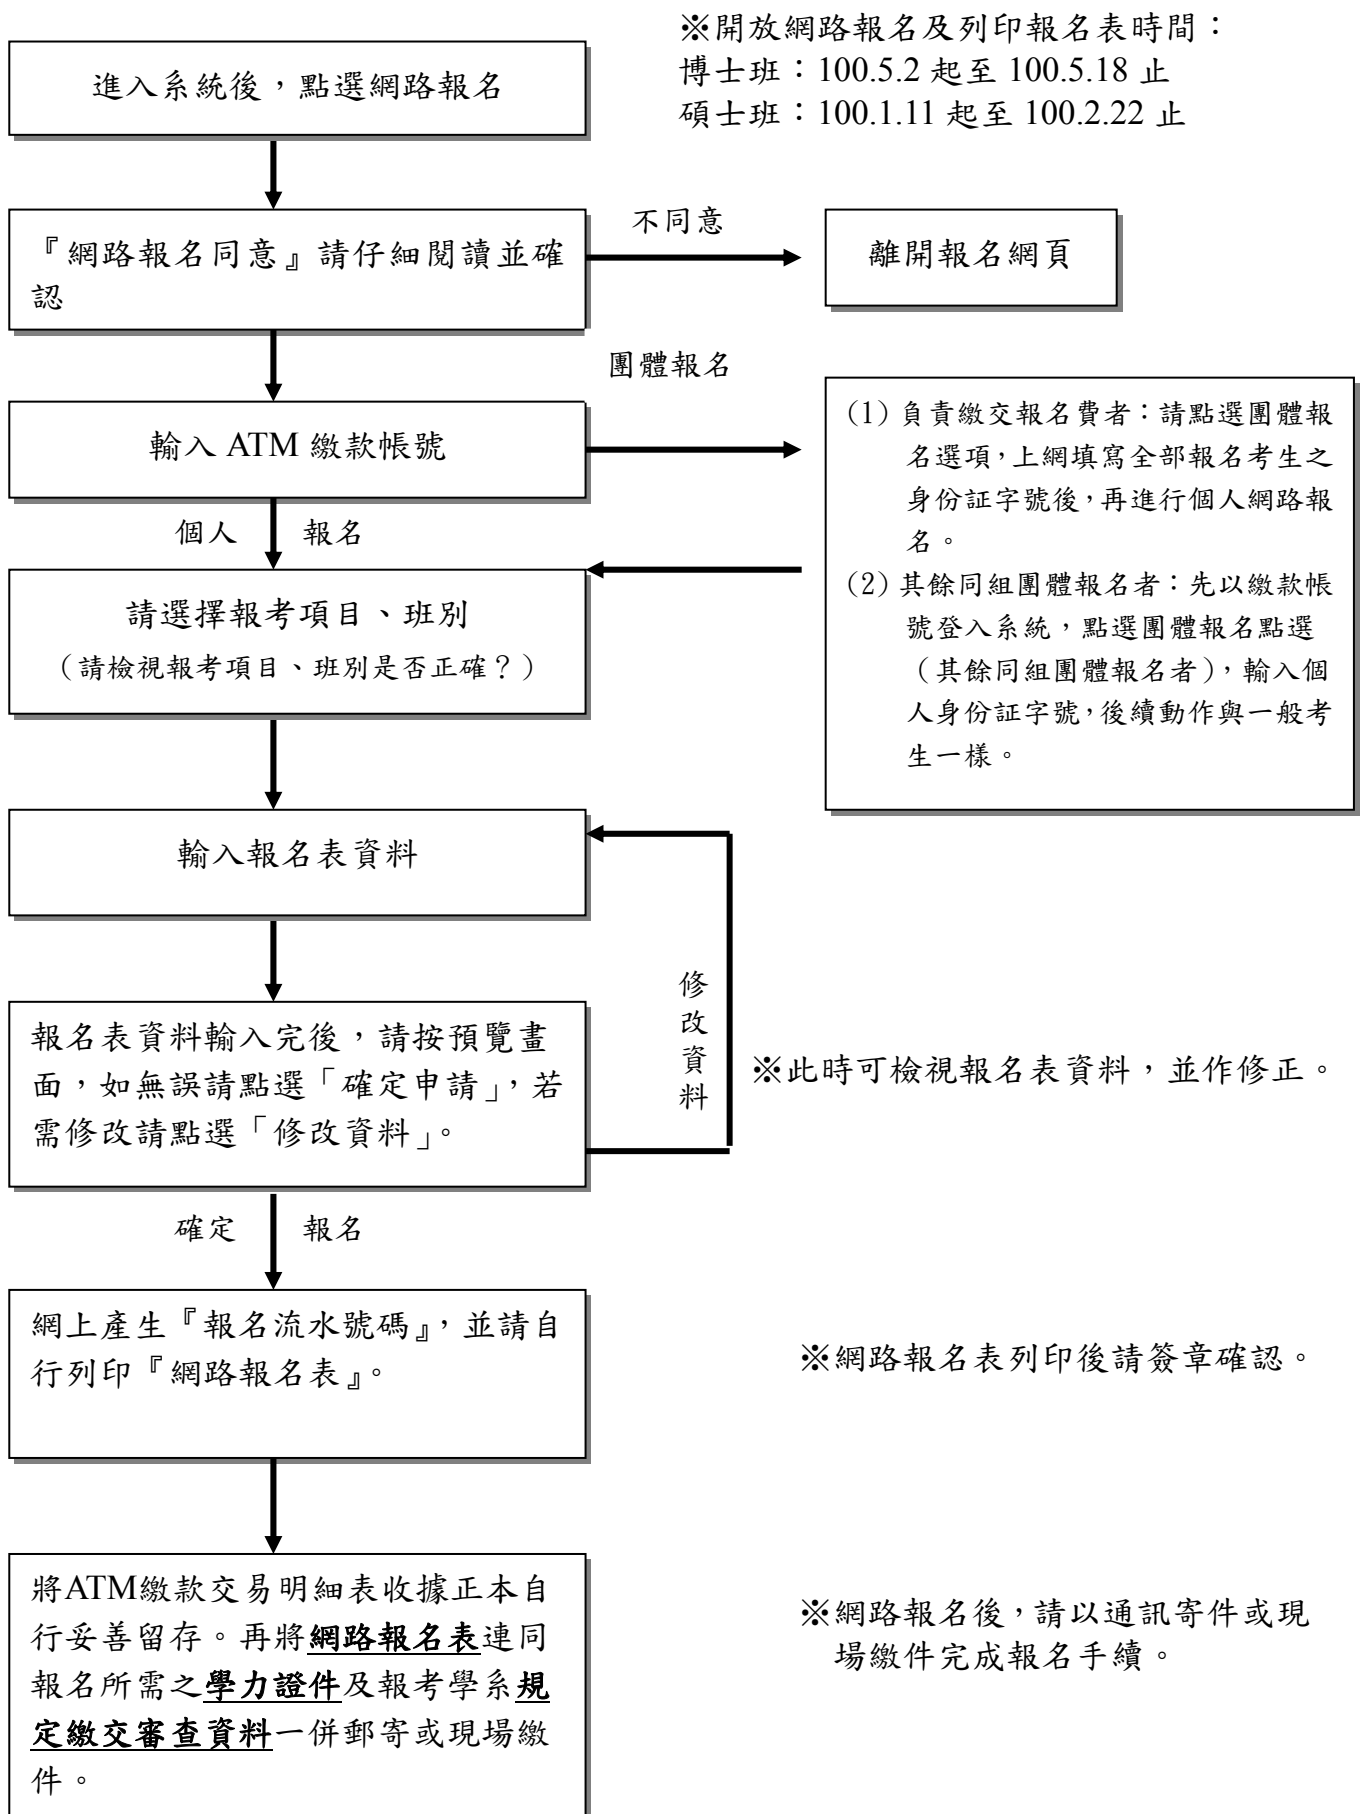 ※開放網路報名及列印報名表時間：
博士班：100.5.2 起至 100.5.18 止
碩士班：100.1.11 起至 100.2.22 止
進入系統後，點選網路報名
『網路報名同意』請仔細閱讀並確
認
不同意
離開報名網頁
團體報名
輸入 ATM 繳款帳號
(1) 負責繳交報名費者：請點選團體報
名選項，上網填寫全部報名考生之
身份証字號後，再進行個人網路報
名。
(2) 其餘同組團體報名者：先以繳款帳
號登入系統，點選團體報名點選
（其餘同組團體報名者），輸入個
人身份証字號，後續動作與一般考
生一樣。
個人 報名
請選擇報考項目、班別
（請檢視報考項目、班別是否正確？）
輸入報名表資料
修改資料
報名表資料輸入完後，請按預覽畫
面，如無誤請點選「確定申請」，若
需修改請點選「修改資料」。
※此時可檢視報名表資料，並作修正。
確定 報名
網上產生『報名流水號碼』，並請自
行列印『網路報名表』。
※網路報名表列印後請簽章確認。
將ATM繳款交易明細表收據正本自
行妥善留存。再將網路報名表連同
報名所需之學力證件及報考學系規
定繳交審查資料一併郵寄或現場繳
件。
※網路報名後，請以通訊寄件或現
場繳件完成報名手續。